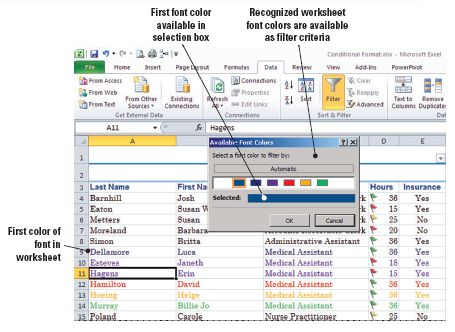 First font color
available in
selection box
Recognized worksheet
font colors are available
as filter criteria
Conditional Format.xlsx - Microsoft Excel
File Home Insert Page Layout Formulas Data Review View Add-Ins PowerPivot
From Access
From Web
From Text
From Other
Sources
Existing
Connections
Get External Data
Refresh
All
Connections
Properties
Edit Links
Sort
Filter
Clear
Reapply
Advanced
Sort & Filter
Text to
Columns
Remove
Duplicates
A11 fx Hagens
A D E
Available Font Colors
Select a font color to filter by:
Automatic
Selected:
OK Cancel
1
2
3 Last Name First Na Hours Insurance
4 Barnhill Josh 36 Yes
5 Eaton Susan W 15 Yes
6 Metters Susan 36 Yes
7 Moreland Barbara 20 No
8 Simon Britta Administrative Assistant 36 Yes
9 Dellamore Luca Medical Assistant 36 Yes
10 Esteves Janeth Medical Assistant 18 Yes
11 Hagens Erin Medical Assistant 15 Yes
12 Hamilton David Medical Assistant 36 Yes
13 Hoeing Helge Medical Assistant 36 Yes
14 Murray Billie Jo Medical Assistant 36 Yes
15 Poland Carole Nurse Practitioner 25 No
First color of
font in
worksheet